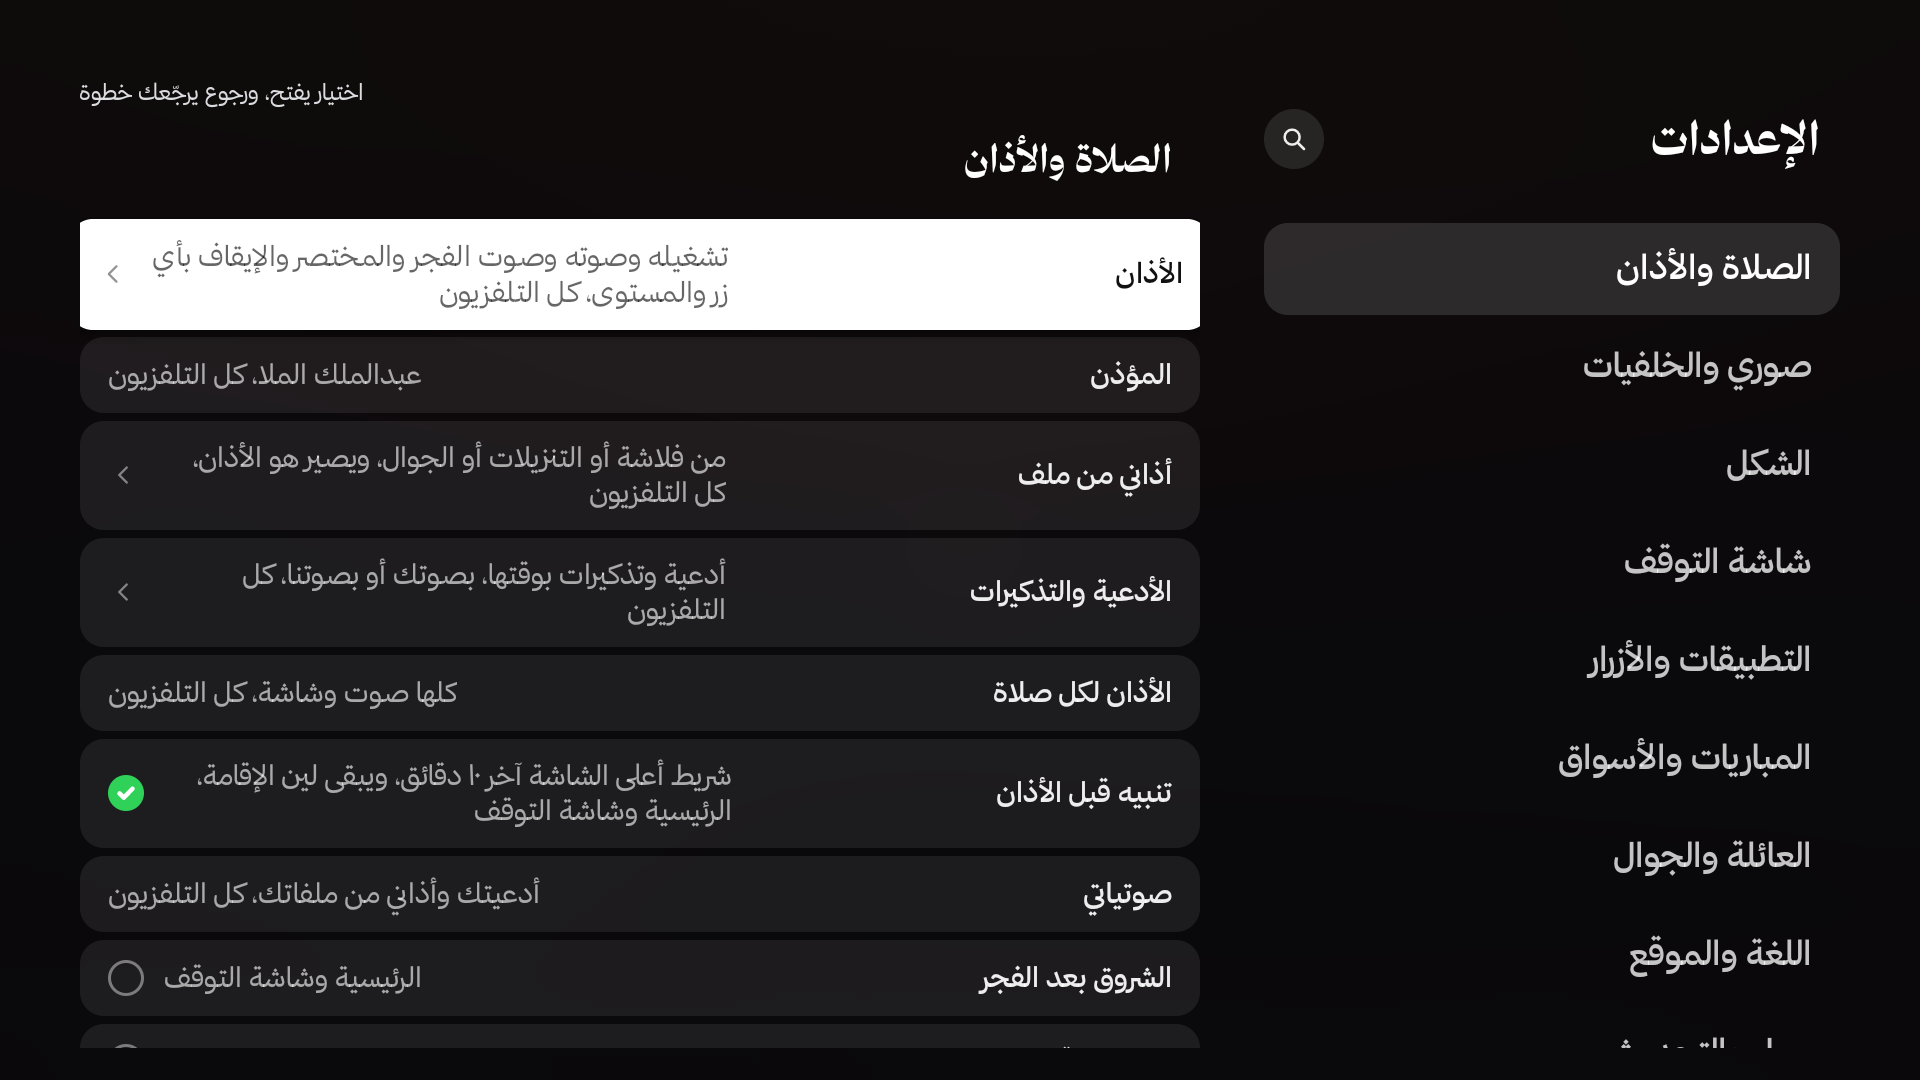 اختيار يفتح، ورجوع يرجّعك خطوة
الإعدادات
الصلاة والأذان
صوري والخلفيات
الشكل
شاشة التوقف
التطبيقات والأزرار
المباريات والأسواق
العائلة والجوال
اللغة والموقع
الصلاة والأذان
الأذان
تشغيله وصوته وصوت الفجر والمختصر والإيقاف بأي
زر والمستوى، كل التلفزيون
المؤذن
عبدالملك الملا، كل التلفزيون
أذاني من ملف
من فلاشة أو التنزيلات أو الجوال، ويصير هو الأذان،
كل التلفزيون
الأدعية والتذكيرات
أدعية وتذكيرات بوقتها، بصوتك أو بصوتنا، كل
التلفزيون
الأذان لكل صلاة
كلها صوت وشاشة، كل التلفزيون
تنبيه قبل الأذان
شريط أعلى الشاشة آخر ١٠ دقائق، ويبقى لين الإقامة،
الرئيسية وشاشة التوقف
صوتياتي
أدعيتك وأذاني من ملفاتك، كل التلفزيون
الشروق بعد الفجر
الرئيسية وشاشة التوقف